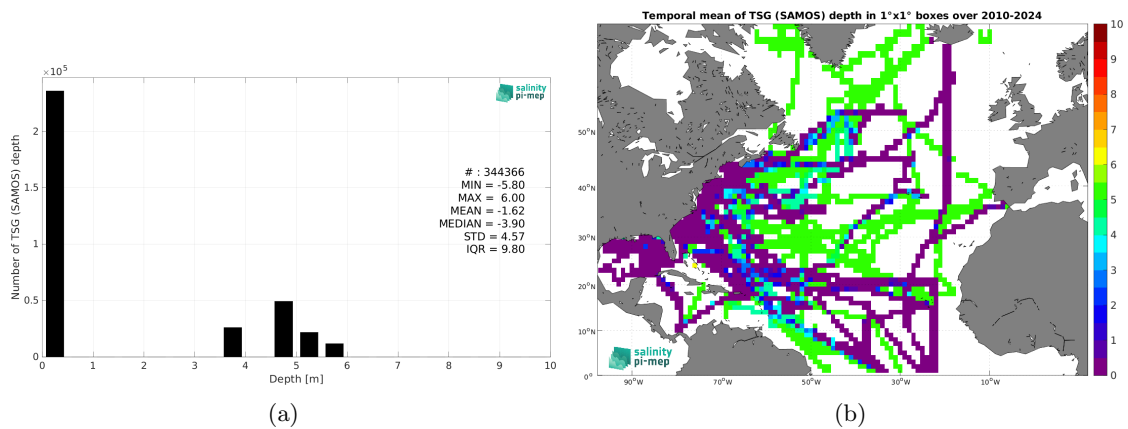 ×10⁵
Number of TSG (SAMOS) depth
2
1.5
1
0.5
0
0 1 2 3 4 5 6 7 8 9 10
Depth [m]
salinity
pi-mep
# : 344366
MIN = -5.80
MAX = 6.00
MEAN = -1.62
MEDIAN = -3.90
STD = 4.57
IQR = 9.80
(a)
Temporal mean of TSG (SAMOS) depth in 1°x1° boxes over 2010-2024
50°N
40°N
30°N
20°N
10°N
0°
90°W 70°W 50°W 30°W 10°W
salinity
pi-mep
10
9
8
7
6
5
4
3
2
1
0
(b)